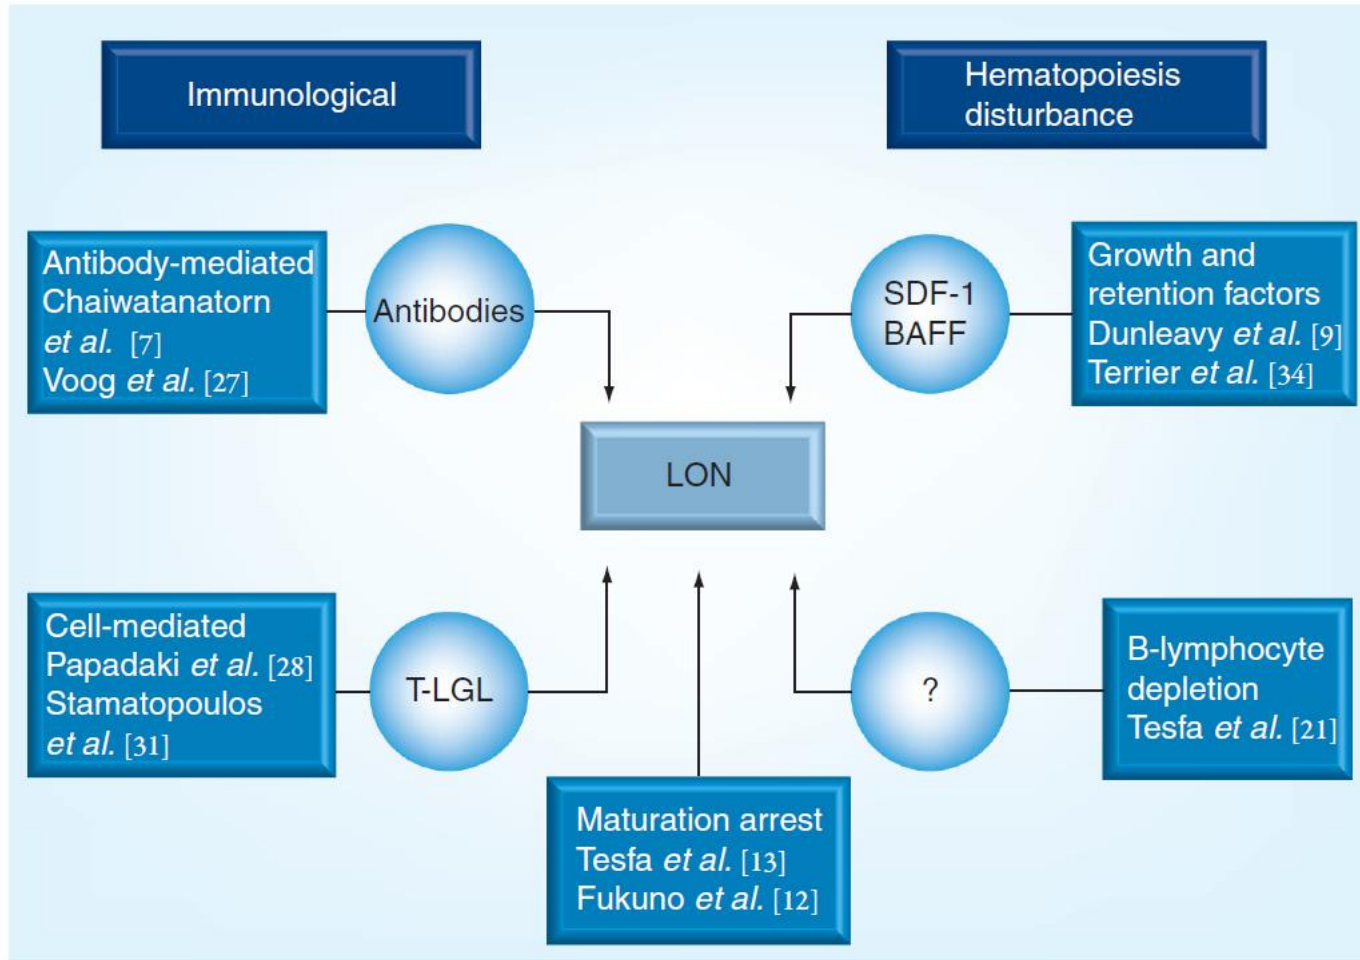 Immunological
Hematopoiesis
disturbance
Antibody-mediated
Chaiwatanatorn
et al. [7]
Voog et al. [27]
Antibodies
SDF-1
BAFF
Growth and
retention factors
Dunleavy et al. [9]
Terrier et al. [34]
LON
Cell-mediated
Papadaki et al. [28]
Stamatopoulos
et al. [31]
T-LGL
?
B-lymphocyte
depletion
Tesfa et al. [21]
Maturation arrest
Tesfa et al. [13]
Fukuno et al. [12]